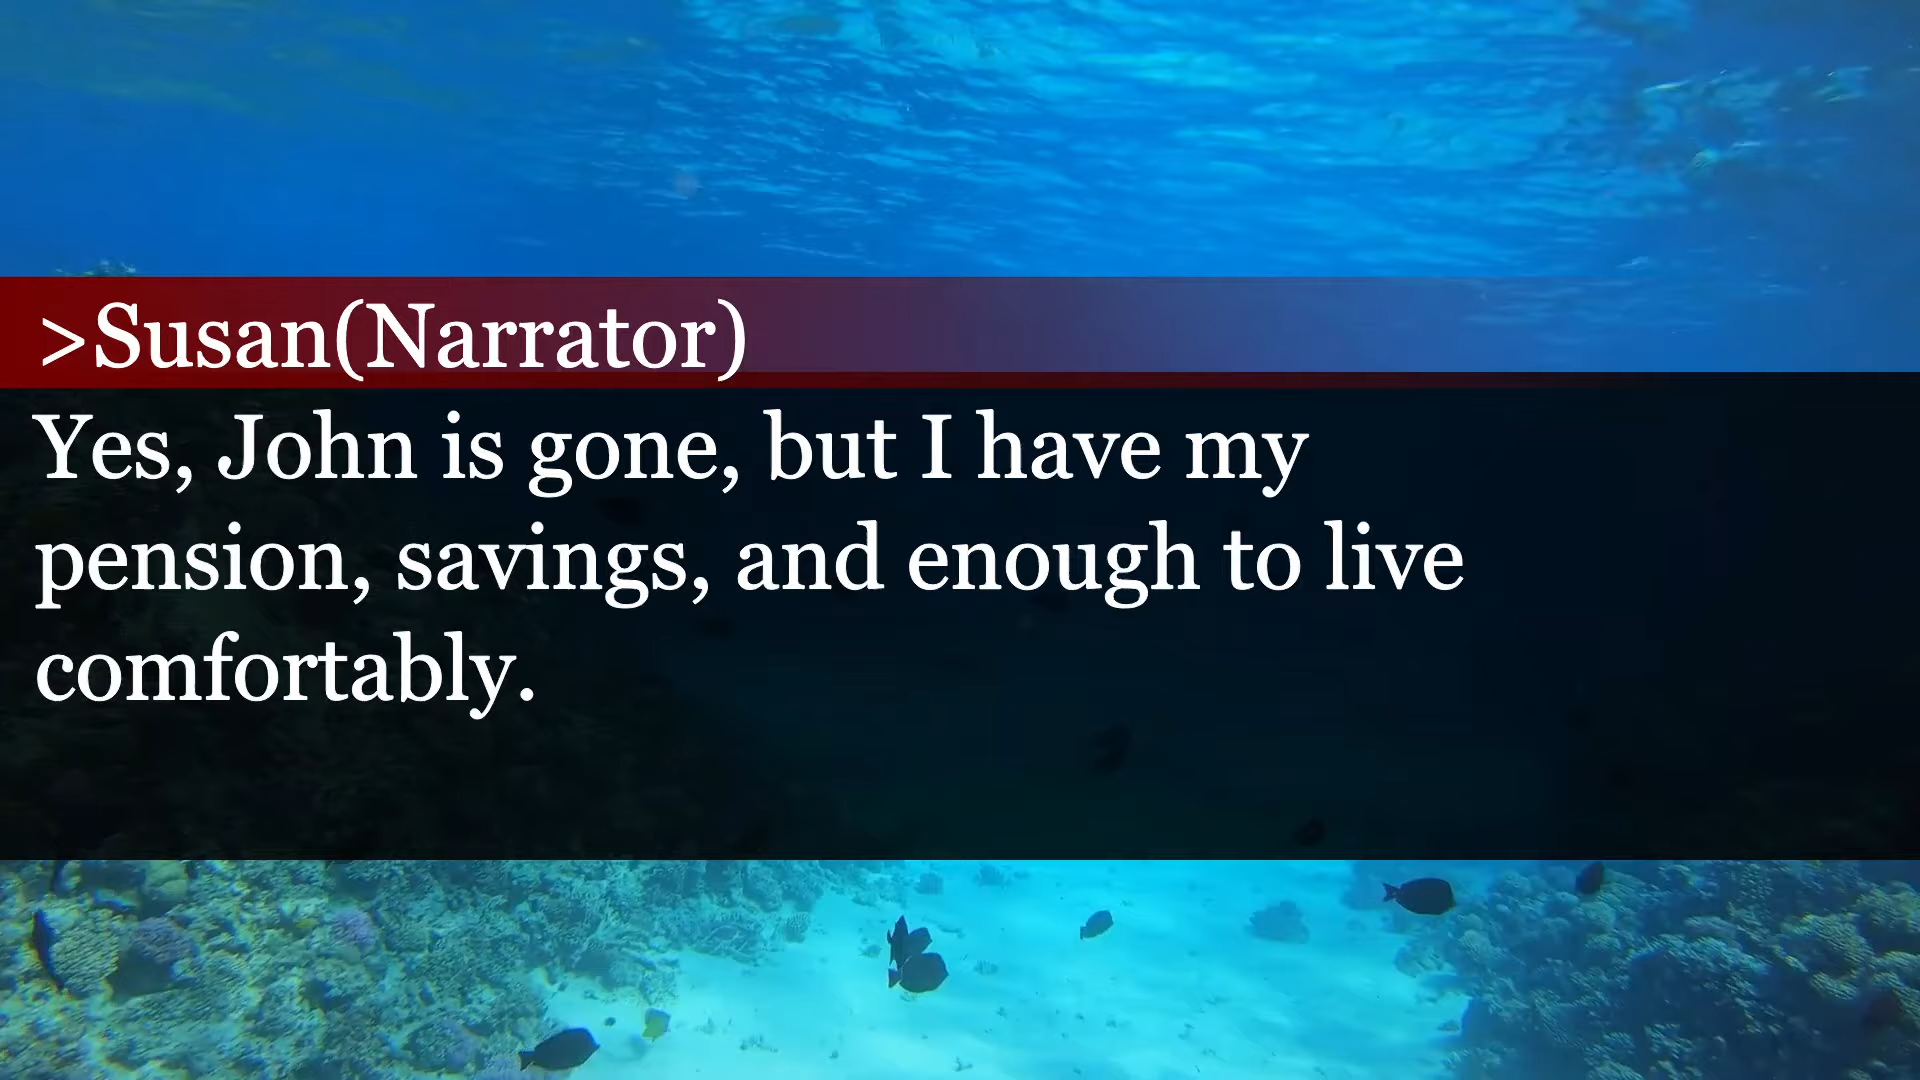 >Susan(Narrator)
Yes, John is gone, but I have my
pension, savings, and enough to live
comfortably.